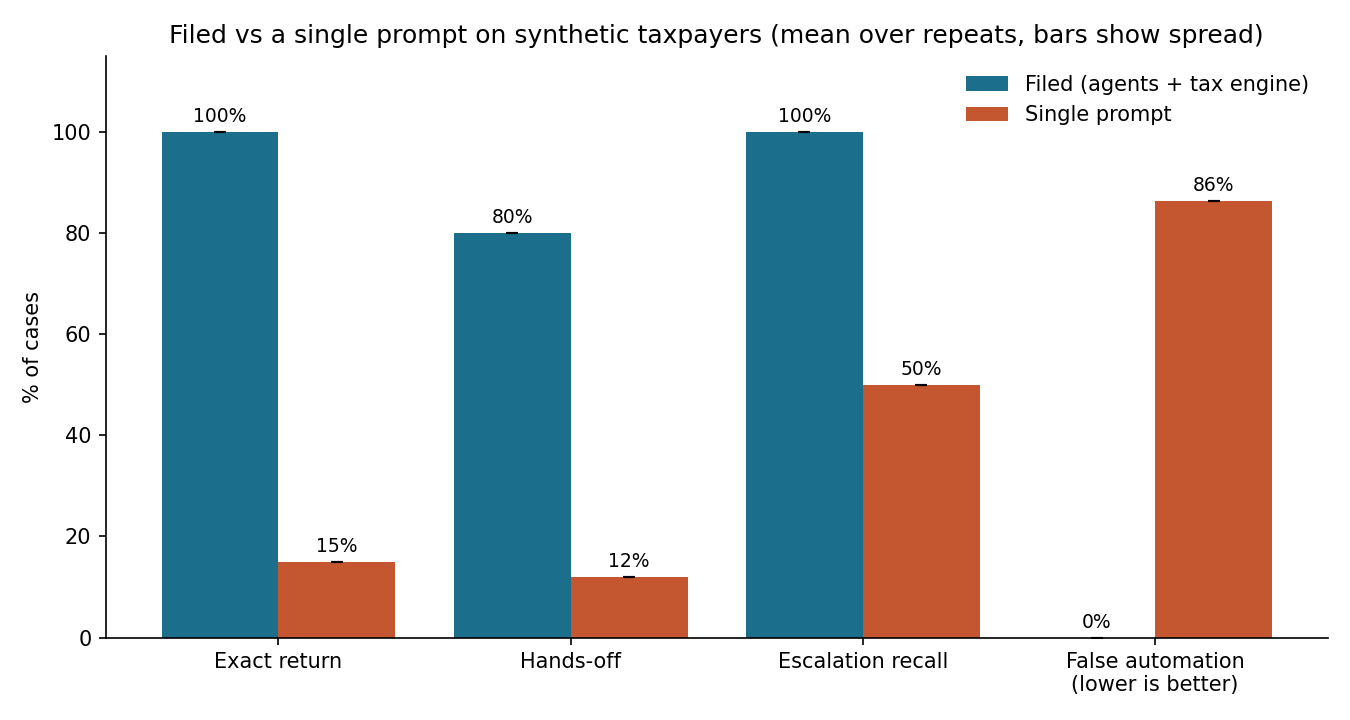 Filed vs a single prompt on synthetic taxpayers (mean over repeats, bars show spread)
Filed (agents + tax engine)
Single prompt
% of cases
100
80
60
40
20
0
100%
15%
80%
12%
100%
50%
0%
86%
Exact return
Hands-off
Escalation recall
False automation
(lower is better)